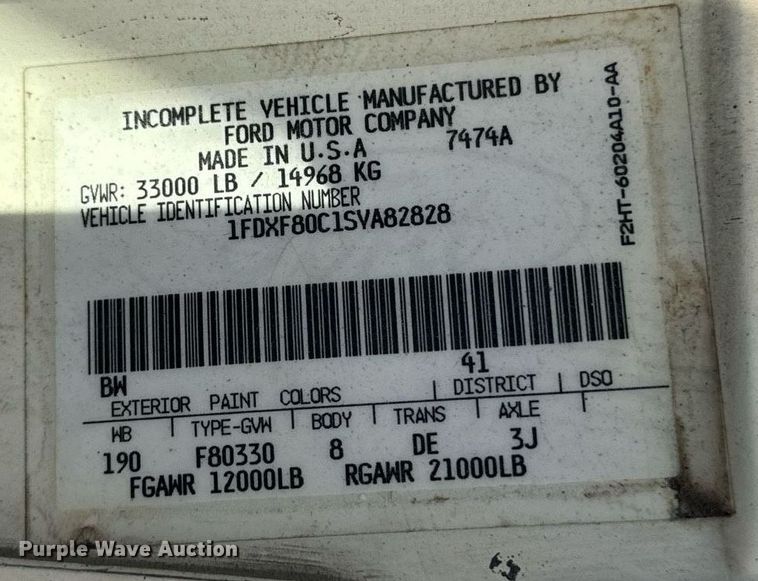 INCOMPLETE VEHICLE MANUFACTURED BY
FORD MOTOR COMPANY
MADE IN U.S.A 7474A
GVWR: 33000 LB / 14968 KG
VEHICLE IDENTIFICATION NUMBER
1FDXF80C1SVA82828
F2HT-60204A10-AA
BW 41
EXTERIOR PAINT COLORS DISTRICT DSO
WB TYPE-GVW BODY TRANS AXLE
190 F80330 8 DE 3J
FGAWR 12000LB RGAWR 21000LB
Purple Wave Auction